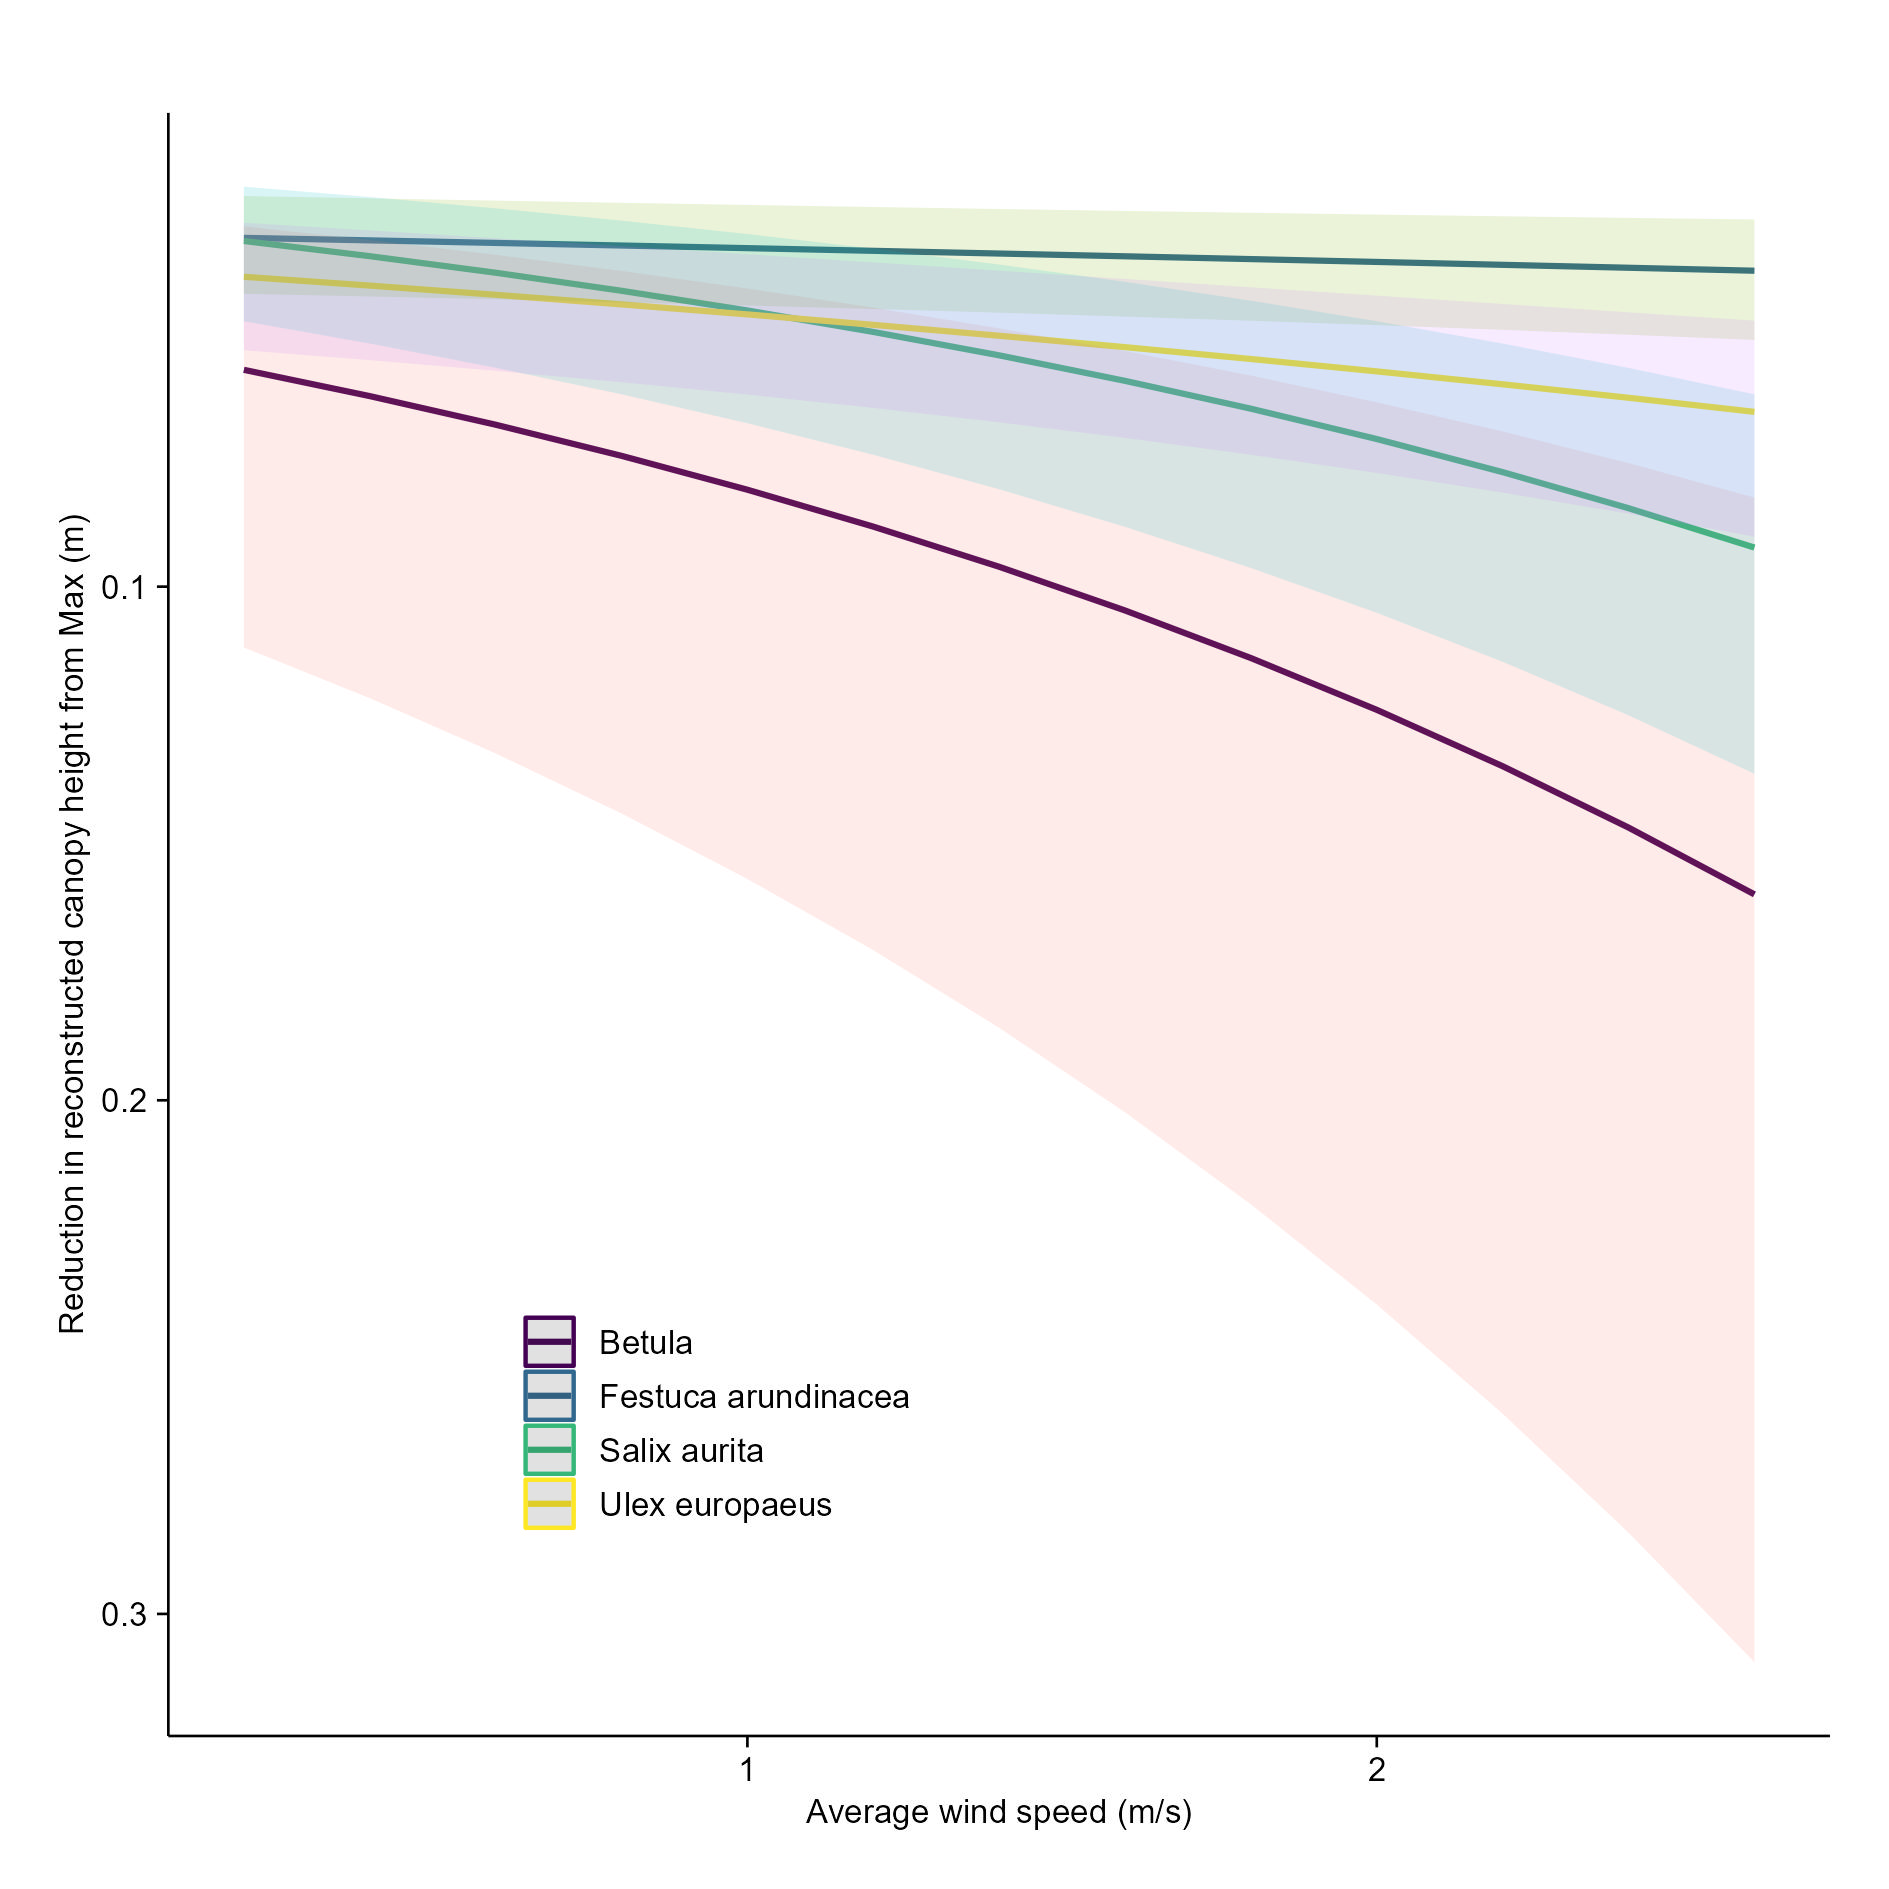 Reduction in reconstructed canopy height from Max (m)
0.1
0.2
0.3
Betula
Festuca arundinacea
Salix aurita
Ulex europaeus
1
2
Average wind speed (m/s)